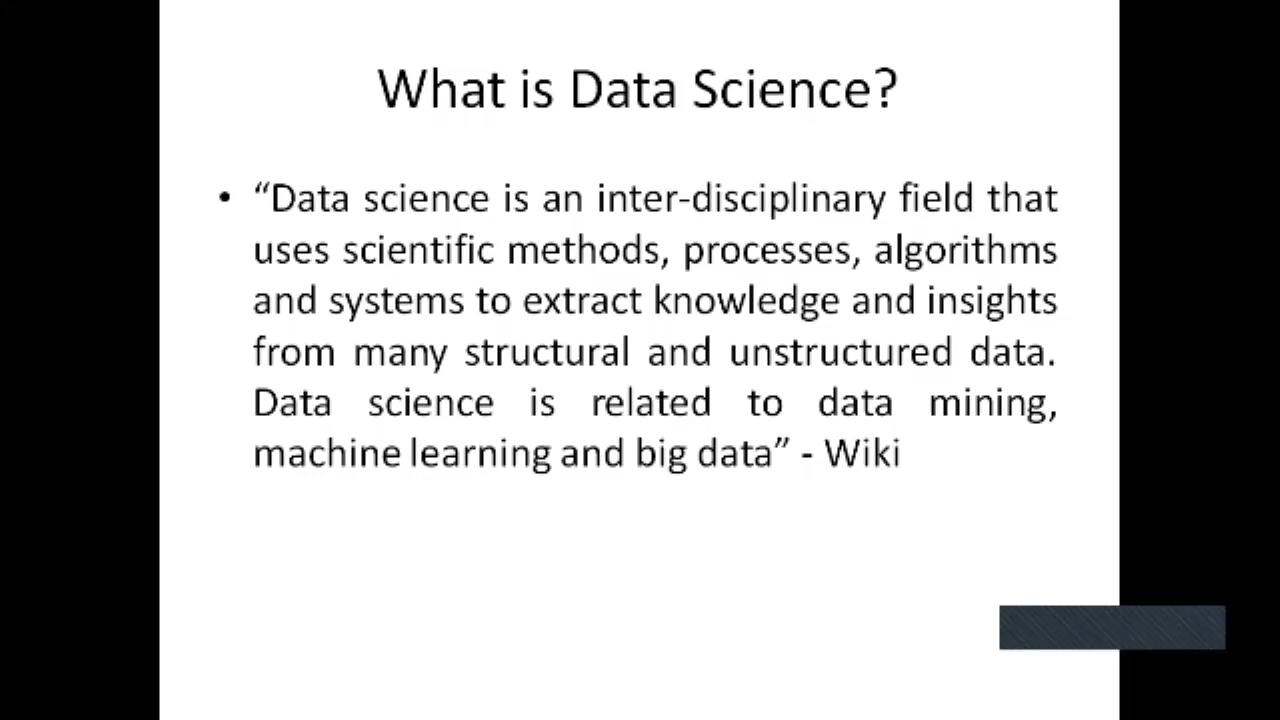 What is Data Science?
• “Data science is an inter-disciplinary field that
uses scientific methods, processes, algorithms
and systems to extract knowledge and insights
from many structural and unstructured data.
Data science is related to data mining,
machine learning and big data” - Wiki